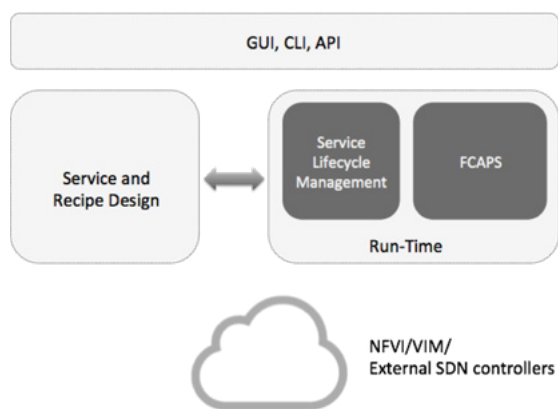 GUI, CLI, API
Service and
Recipe Design
Service
Lifecycle
Management
FCAPS
Run-Time
NFVI/VIM/
External SDN controllers